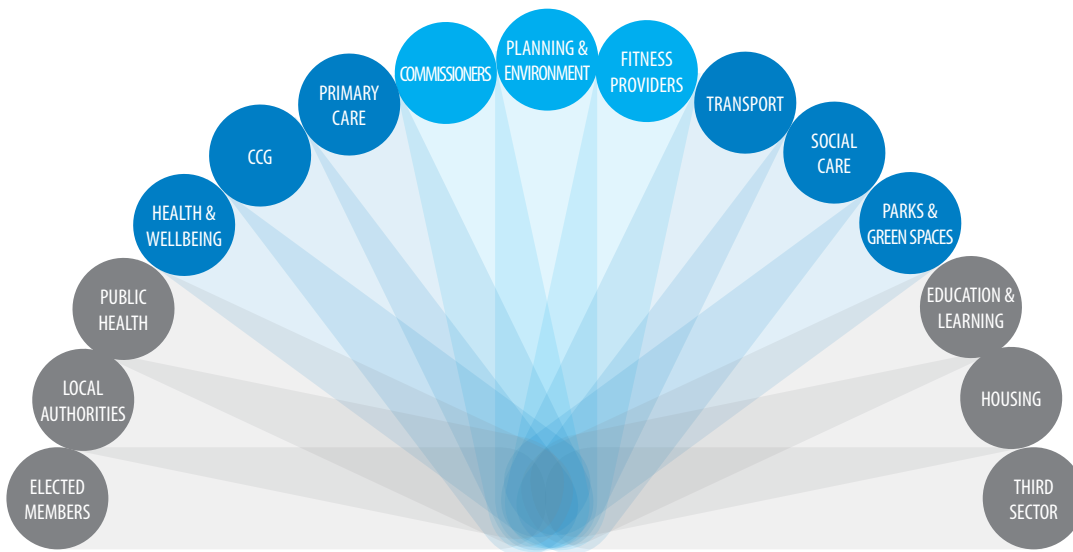 ELECTED
MEMBERS
LOCAL
AUTHORITIES
PUBLIC
HEALTH
HEALTH &
WELLBEING
CCG
PRIMARY
CARE
COMMISSIONERS
PLANNING &
ENVIRONMENT
FITNESS
PROVIDERS
TRANSPORT
SOCIAL
CARE
PARKS &
GREEN SPACES
EDUCATION &
LEARNING
HOUSING
THIRD
SECTOR